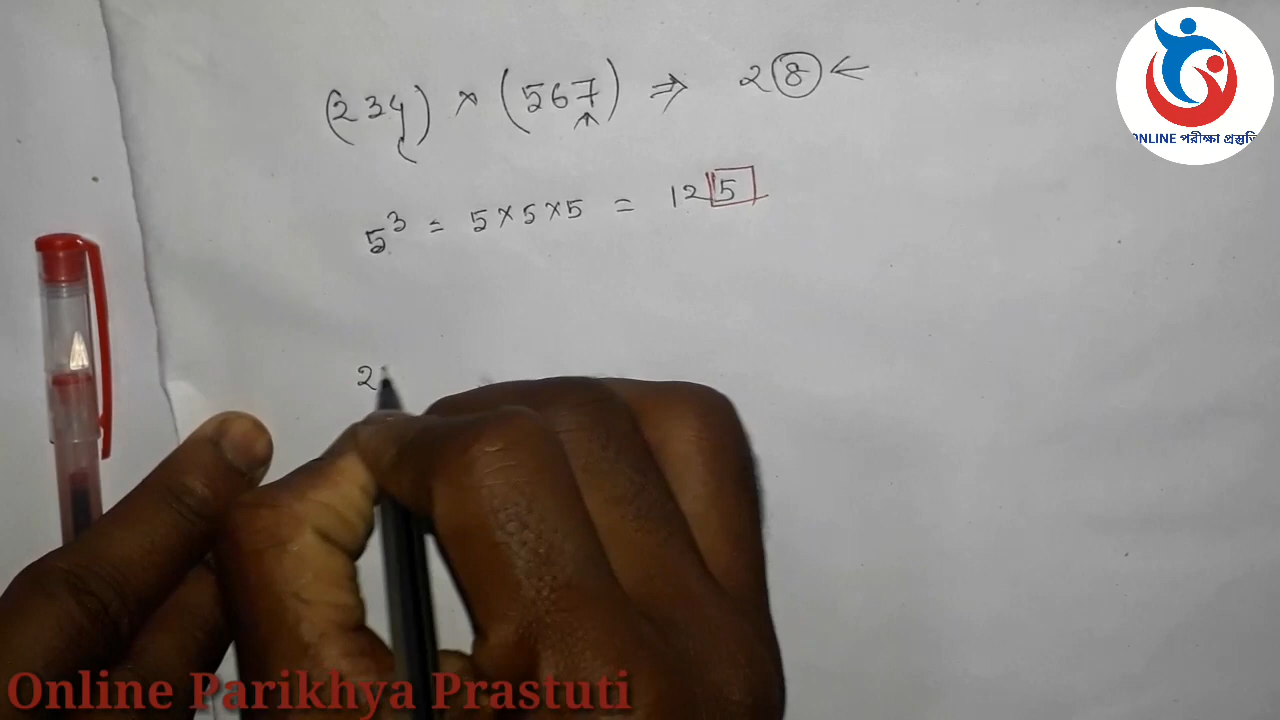 (234) × (567) ⇒ 28 ←
5³ = 5×5×5 = 125
2
ONLINE পরীক্ষা প্রস্তুতি
Online Parikhya Prastuti